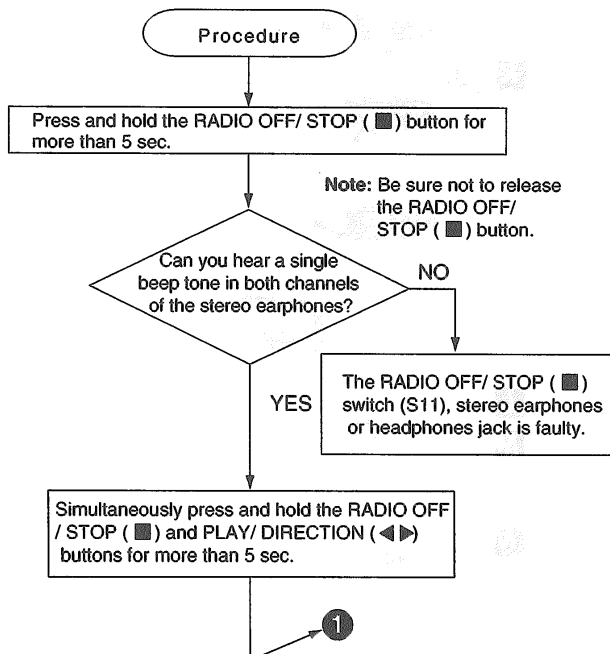 Procedure
Press and hold the RADIO OFF/ STOP ( ■ ) button for
more than 5 sec.
Note: Be sure not to release
the RADIO OFF/
STOP ( ■ ) button.
Can you hear a single
beep tone in both channels
of the stereo earphones?
NO
The RADIO OFF/ STOP ( ■ )
switch (S11), stereo earphones
or headphones jack is faulty.
YES
Simultaneously press and hold the RADIO OFF
/ STOP ( ■ ) and PLAY/ DIRECTION ( ◀ ▶ )
buttons for more than 5 sec.
1